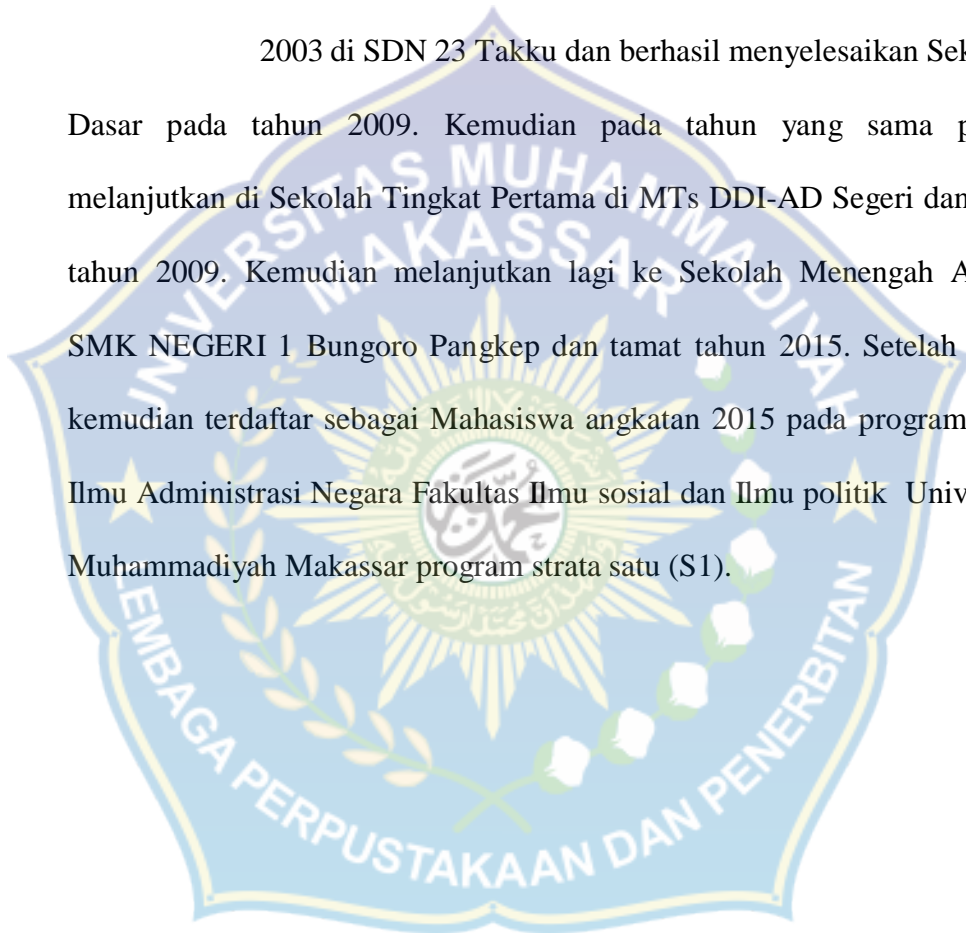 2003 di SDN 23 Takku dan berhasil menyelesaikan Sek
Dasar pada tahun 2009. Kemudian pada tahun yang sama p
melanjutkan di Sekolah Tingkat Pertama di MTs DDI-AD Segeri dan
tahun 2009. Kemudian melanjutkan lagi ke Sekolah Menengah A
SMK NEGERI 1 Bungoro Pangkep dan tamat tahun 2015. Setelah
kemudian terdaftar sebagai Mahasiswa angkatan 2015 pada program
Ilmu Administrasi Negara Fakultas Ilmu sosial dan Ilmu politik Univ
Muhammadiyah Makassar program strata satu (S1).
UNIVERSITAS MUHAMMADIYAH
MAKASSAR
LEMBAGA PERPUSTAKAAN DAN PENERBITAN